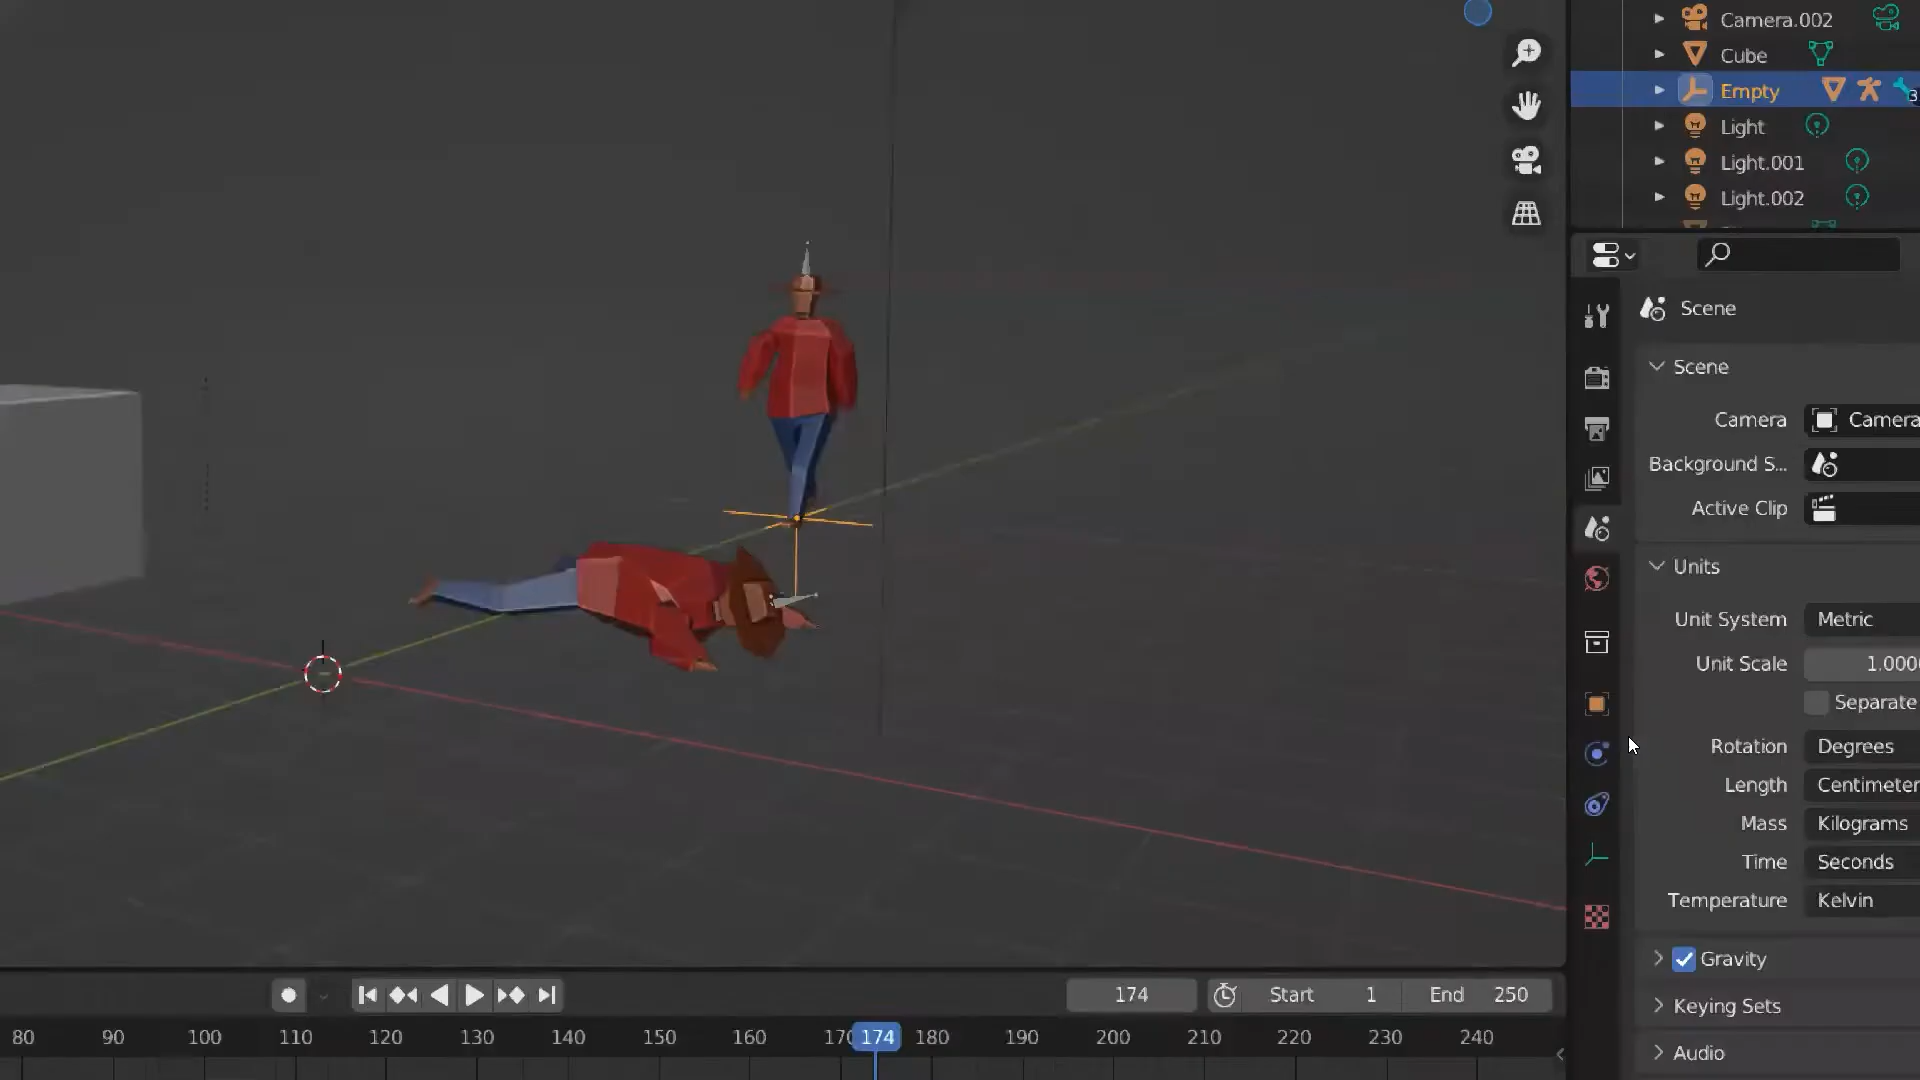 Camera.002
Cube
Empty
3
Light
Light.001
Light.002
Scene
Scene
Camera Camera
Background S...
Active Clip
Units
Unit System Metric
Unit Scale 1.000
Separate
Rotation Degrees
Length Centimeter
Mass Kilograms
Time Seconds
Temperature Kelvin
Gravity
Keying Sets
Audio
174 Start 1 End 250
80 90 100 110 120 130 140 150 160 170 174 180 190 200 210 220 230 240